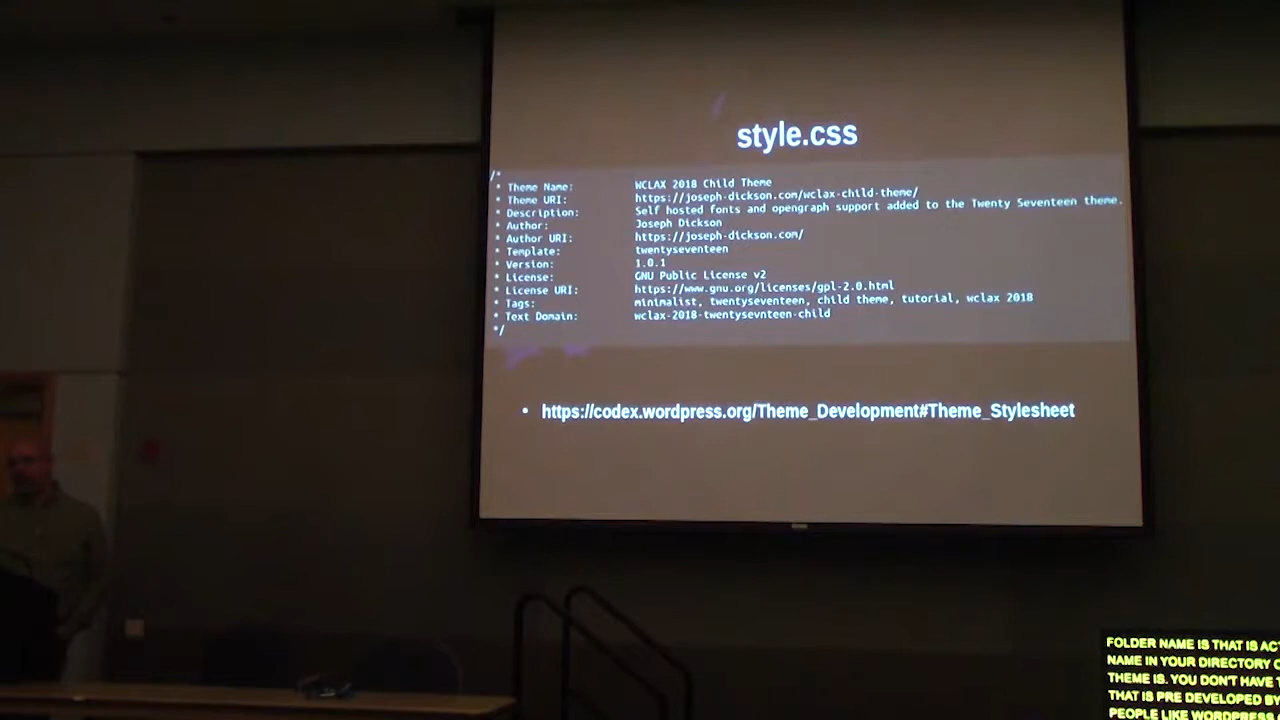 style.css
/*
* Theme Name: WCLAX 2018 Child Theme
* Theme URI: https://joseph-dickson.com/wclax-child-theme/
* Description: Self hosted fonts and opengraph support added to the Twenty Seventeen theme.
* Author: Joseph Dickson
* Author URI: https://joseph-dickson.com/
* Template: twentyseventeen
* Version: 1.0.1
* License: GNU Public License v2
* License URI: https://www.gnu.org/licenses/gpl-2.0.html
* Tags: minimalist, twentyseventeen, child theme, tutorial, wclax 2018
* Text Domain: wclax-2018-twentysevnteen-child
*/
• https://codex.wordpress.org/Theme_Development#Theme_Stylesheet
FOLDER NAME IS THAT IS AC
NAME IN YOUR DIRECTORY
THEME IS. YOU DON'T HAVE
THAT IS PRE DEVELOPED BY
PEOPLE LIKE WORDPRESS